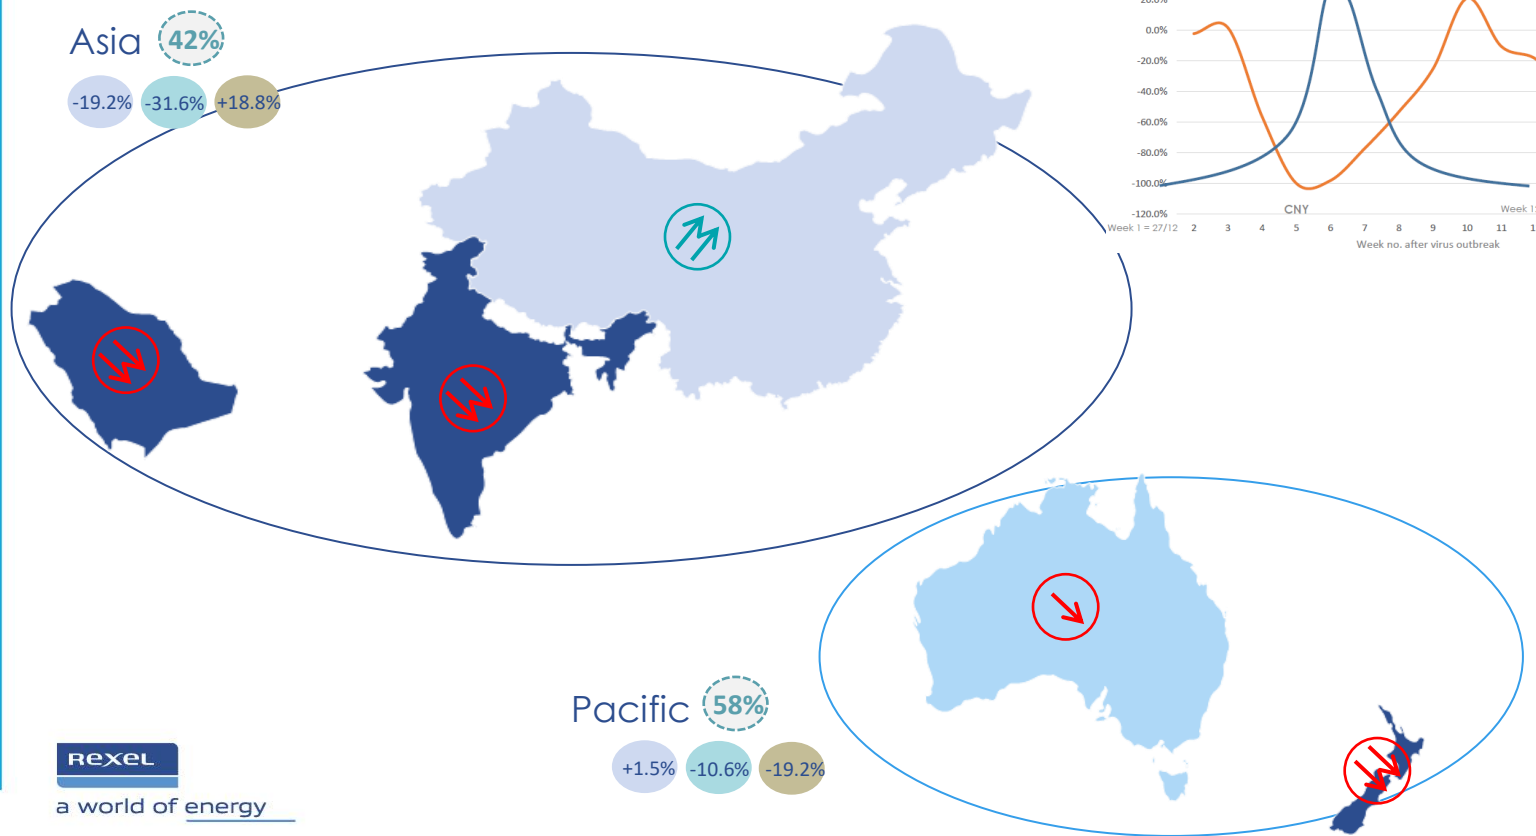 Asia 42%
-19.2% -31.6% +18.8%
20.0%
0.0%
-20.0%
-40.0%
-60.0%
-80.0%
-100.0%
-120.0%
CNY
Week 1 = 27/12 2 3 4 5 6 7 8 9 10 11
Week no. after virus outbreak
Pacific 58%
+1.5% -10.6% -19.2%
REXEL
a world of energy